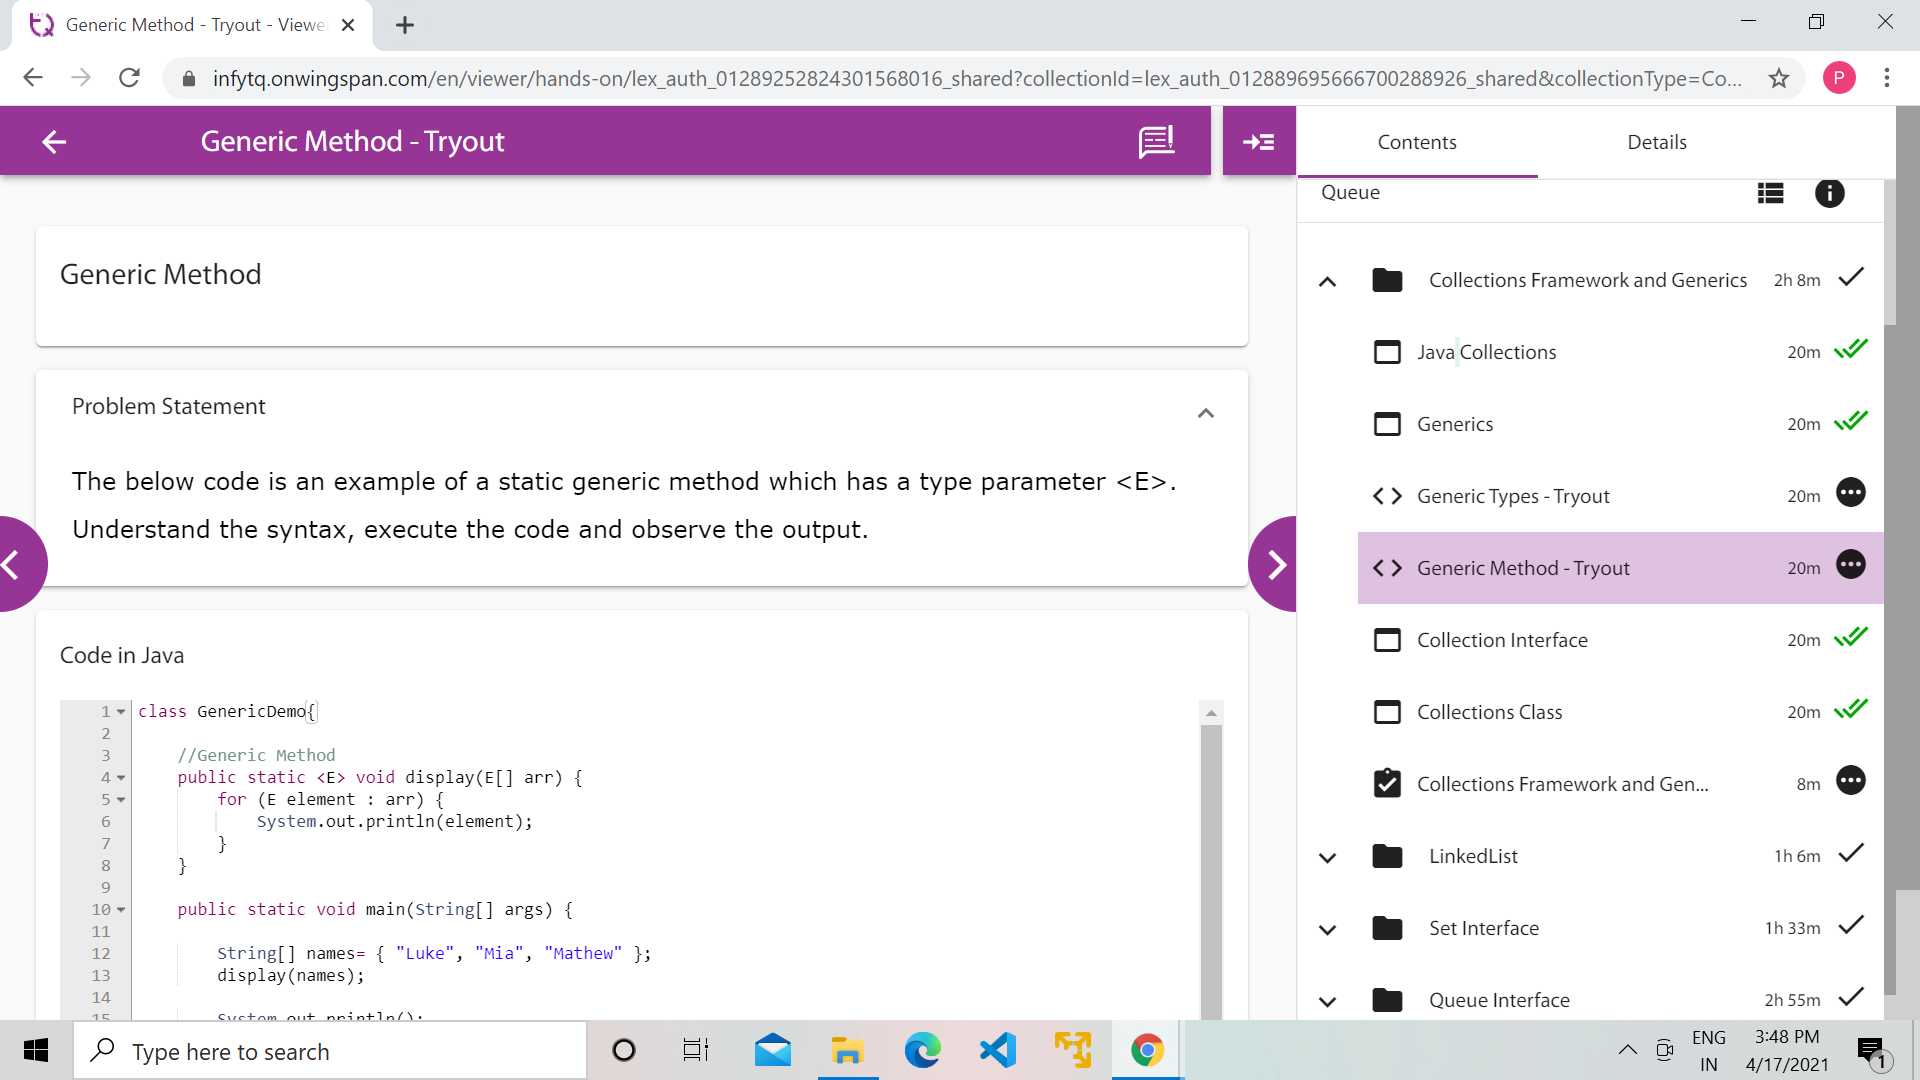 Generic Method - Tryout - Viewe
infytq.onwingspan.com/en/viewer/hands-on/lex_auth_01289252824301568016_shared?collectionId=lex_auth_012889695666700288926_shared&collectionType=Co...
P
Generic Method - Tryout
Contents
Details
Queue
Generic Method
Problem Statement
The below code is an example of a static generic method which has a type parameter <E>.
Understand the syntax, execute the code and observe the output.
Code in Java
1 class GenericDemo{
2
3 //Generic Method
4 public static <E> void display(E[] arr) {
5 for (E element : arr) {
6 System.out.println(element);
7 }
8 }
9
10 public static void main(String[] args) {
11
12 String[] names= { "Luke", "Mia", "Mathew" };
13 display(names);
14
15 System.out.println();
Collections Framework and Generics 2h 8m
Java Collections 20m
Generics 20m
Generic Types - Tryout 20m
Generic Method - Tryout 20m
Collection Interface 20m
Collections Class 20m
Collections Framework and Gen... 8m
LinkedList 1h 6m
Set Interface 1h 33m
Queue Interface 2h 55m
Type here to search
ENG
IN
3:48 PM
4/17/2021
1